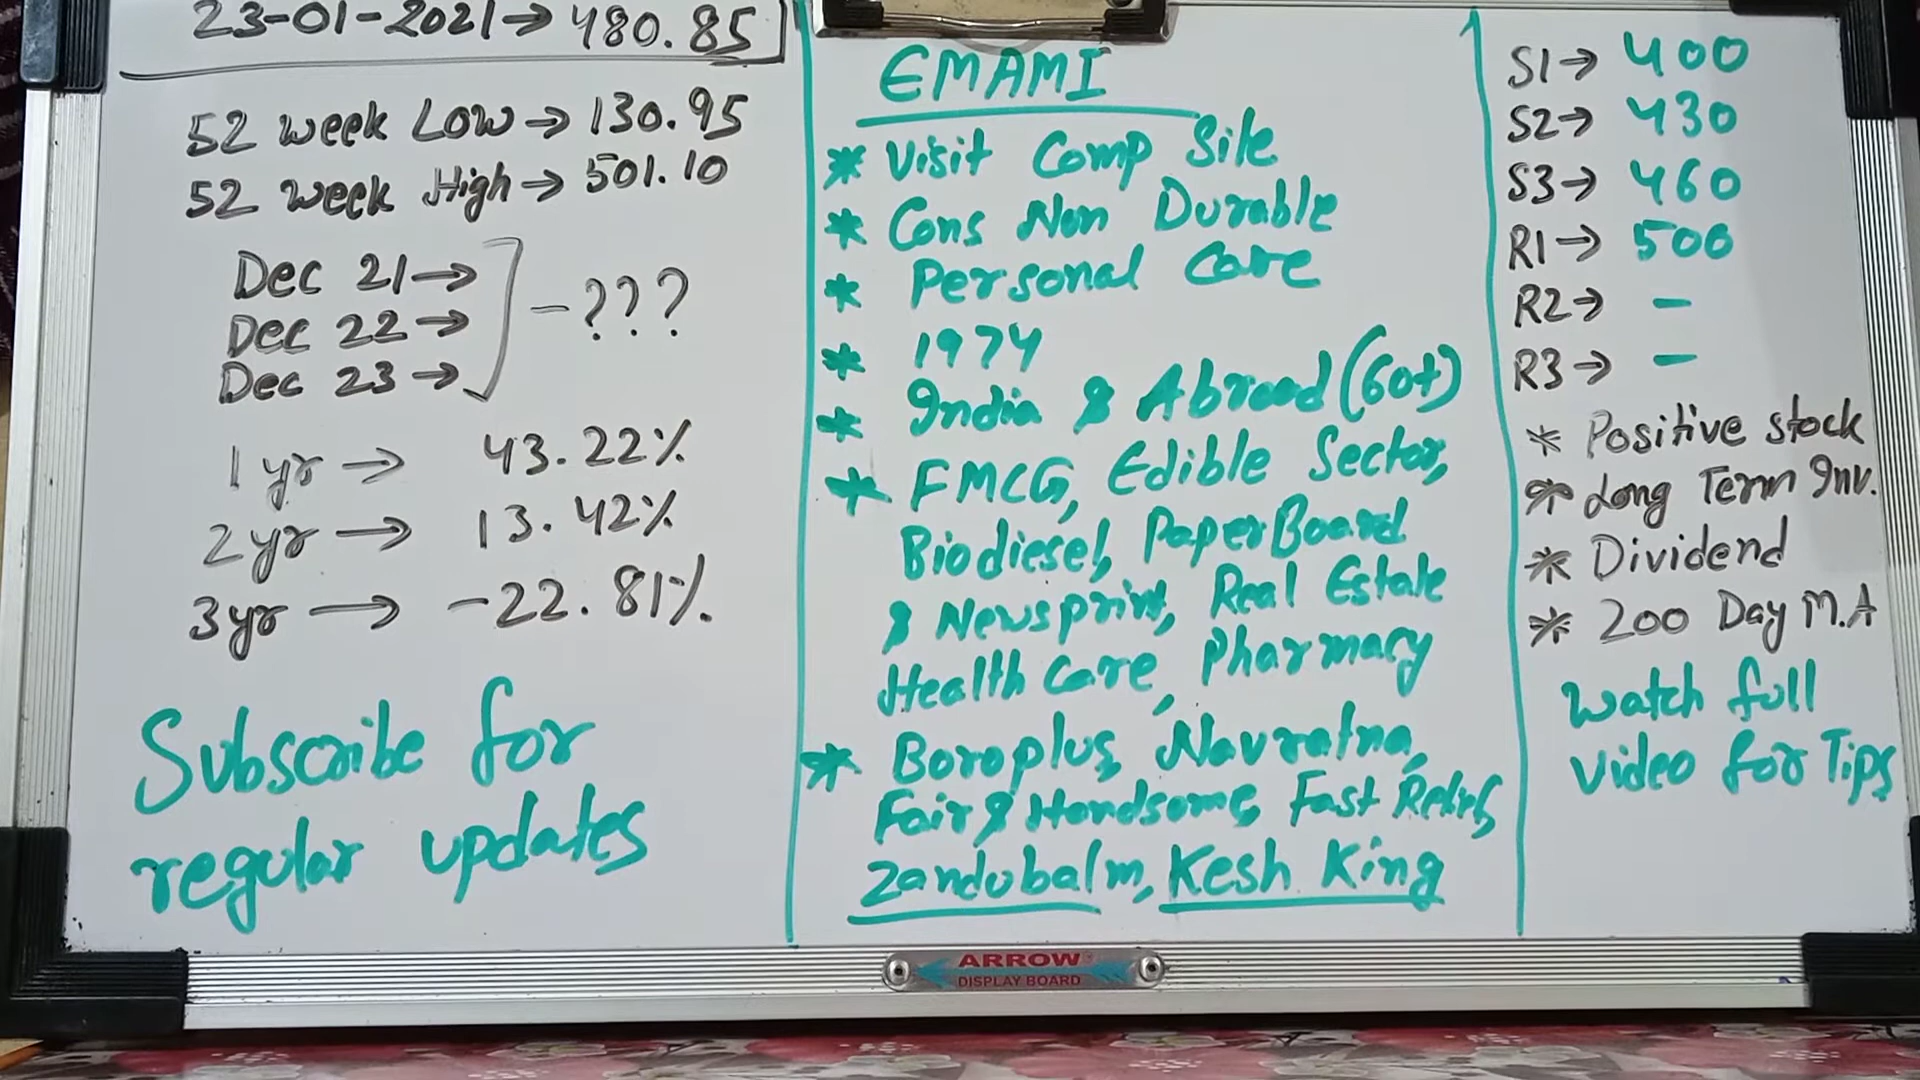 23-01-2021→480.85
52 week Low→130.95
52 week High→501.10
Dec 21→
Dec 22→ -???
Dec 23→
1 yr → 43.22%
2 yr → 13.42%
3 yr → -22.81%
Subscribe for
regular updates
EMAMI
* Visit Comp Site
* Cons Non Durable
* Personal Care
* 1974
* India & Abroad (60+)
* FMCG, Edible Sector,
Biodiesel, PaperBoard
& Newsprint, Real Estate
Health Care, Pharmacy
* Boroplus, Navratna,
Fair & Handsome, Fast Relief,
Zandubalm, Kesh King
S1→ 400
S2→ 430
S3→ 460
R1→ 500
R2→ -
R3→ -
* Positive stock
* Long Term Inv.
* Dividend
* 200 Day M.A
Watch full
video for Tips
ARROW
DISPLAY BOARD